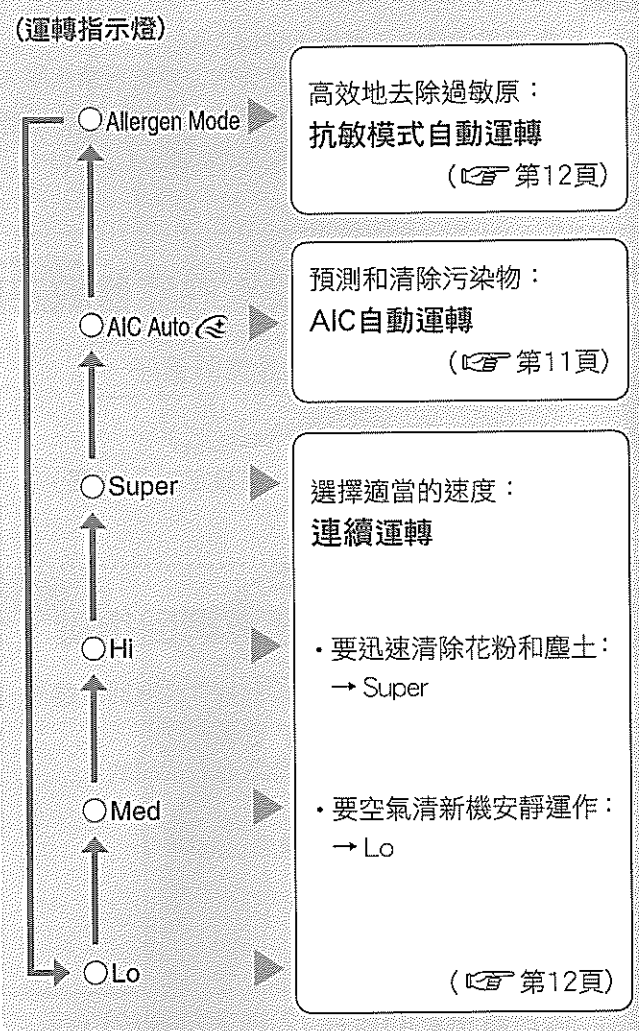 (運轉指示燈)
Allergen Mode
高效地去除過敏原：
抗敏模式自動運轉
(☞第12頁)
AIC Auto
預測和清除污染物：
AIC自動運轉
(☞第11頁)
Super
選擇適當的速度：
連續運轉
Hi
・要迅速清除花粉和塵土：
→ Super
Med
・要空氣清新機安靜運作：
→ Lo
Lo
(☞第12頁)